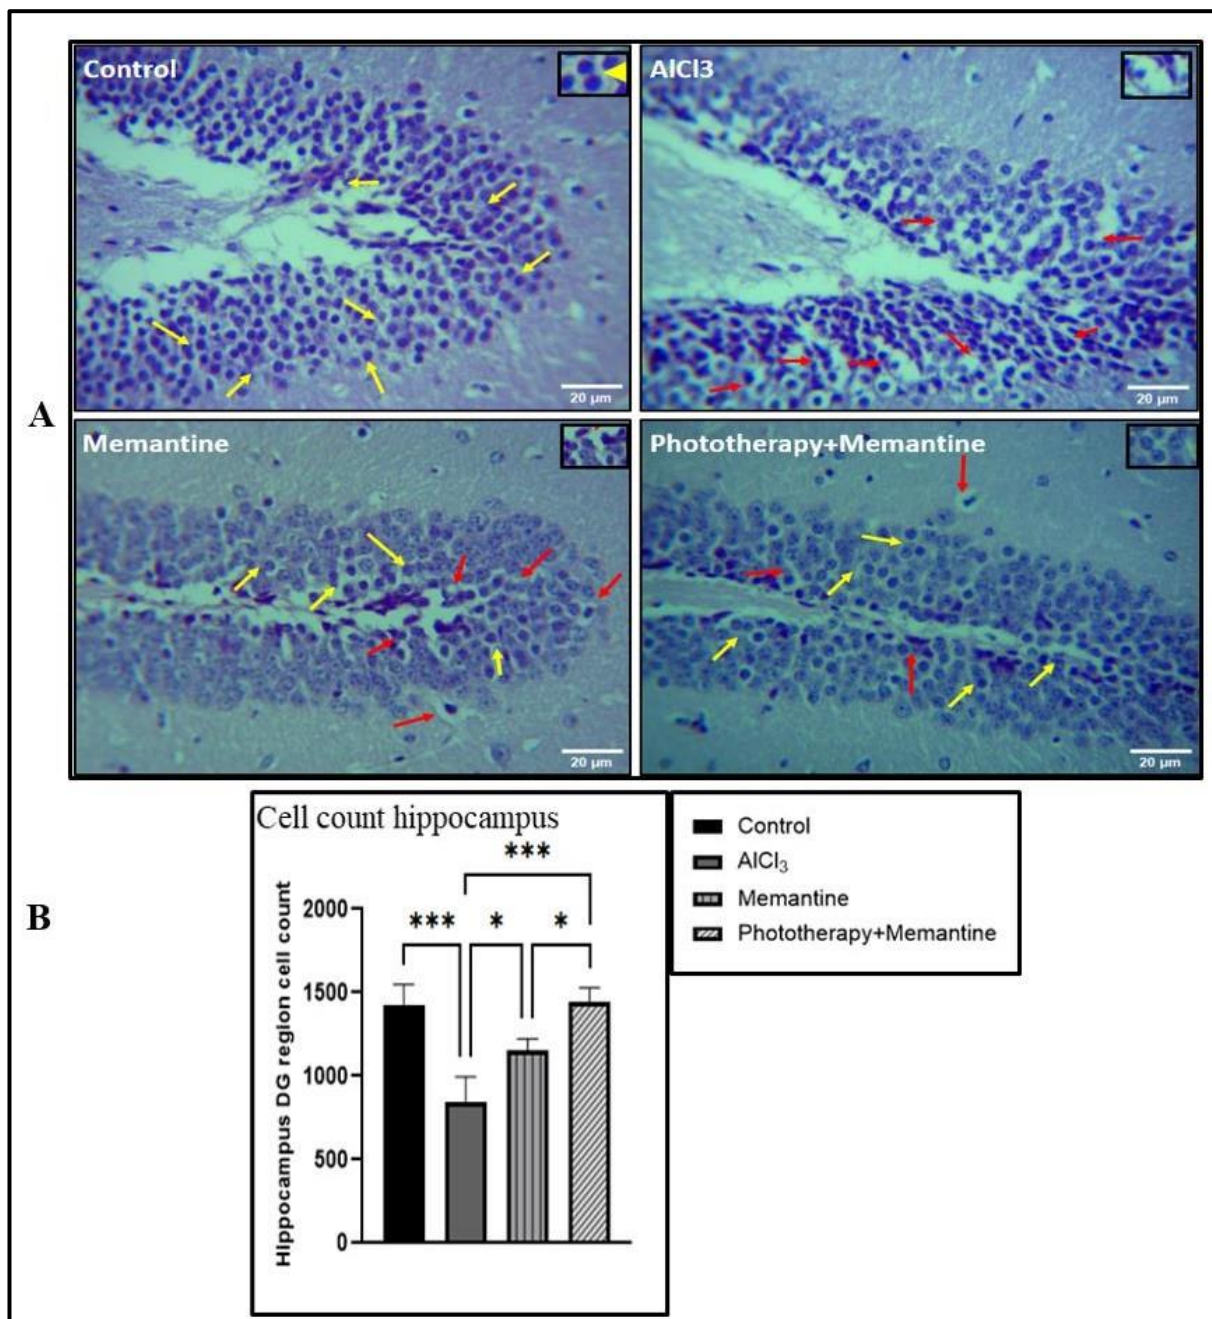 A
Control
AlCl3
20 µm
20 µm
Memantine
Phototherapy+Memantine
20 µm
20 µm
B
Cell count hippocampus
Hippocampus DG region cell count
2000
1500
1000
500
0
***
***
*
*
Control
AlCl₃
Memantine
Phototherapy+Memantine